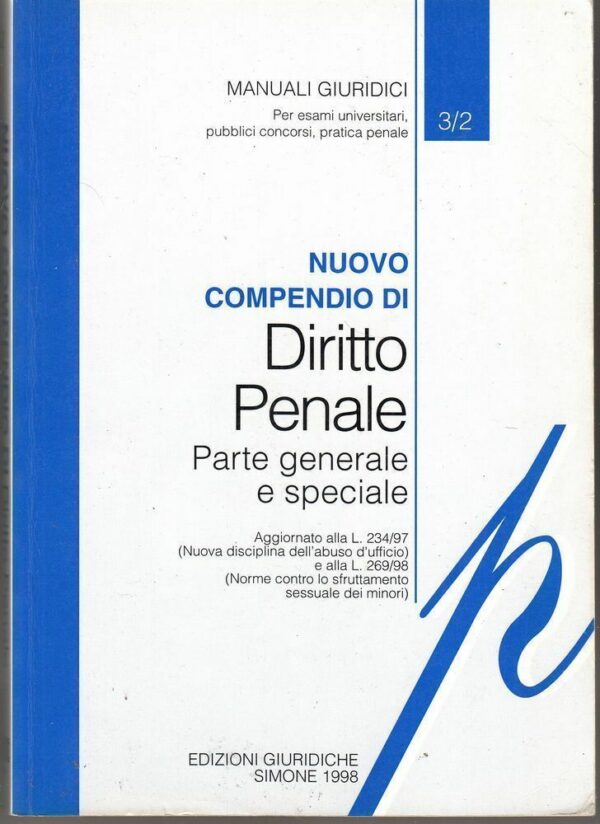 MANUALI GIURIDICI
Per esami universitari,
pubblici concorsi, pratica penale
3/2
NUOVO
COMPENDIO DI
Diritto
Penale
Parte generale
e speciale
Aggiornato alla L. 234/97
(Nuova disciplina dell'abuso d'ufficio)
e alla L. 269/98
(Norme contro lo sfruttamento
sessuale dei minori)
p
EDIZIONI GIURIDICHE
SIMONE 1998